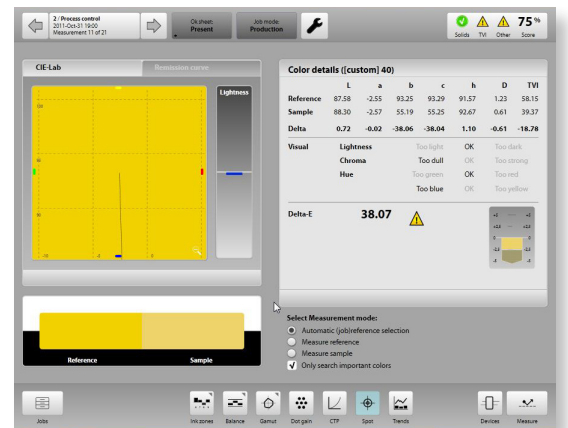 2 / Process control
2011-Oct-31 19:00
Measurement 11 of 21
Ok sheet:
Present
Job mode:
Production
Solids TVI Other
75 %
Score
CIE-Lab
Remission curve
Lightness
Color details ([custom] 40)
L a b c h D TVI
Reference 87.58 -2.55 93.25 93.29 91.57 1.23 58.15
Sample 88.30 -2.57 55.19 55.25 92.67 0.61 39.37
Delta 0.72 -0.02 -38.06 -38.04 1.10 -0.61 -18.78
Visual Lightness Too light OK Too dark
Chroma Too dull OK Too strong
Hue Too green OK Too red
Too blue OK Too yellow
Delta-E 38.07
Reference Sample
Select Measurement mode:
Automatic (job)reference selection
Measure reference
Measure sample
Only search important colors
Jobs Ink zones Balance Gamut Dot gain CTP Spot Trends Devices Measure